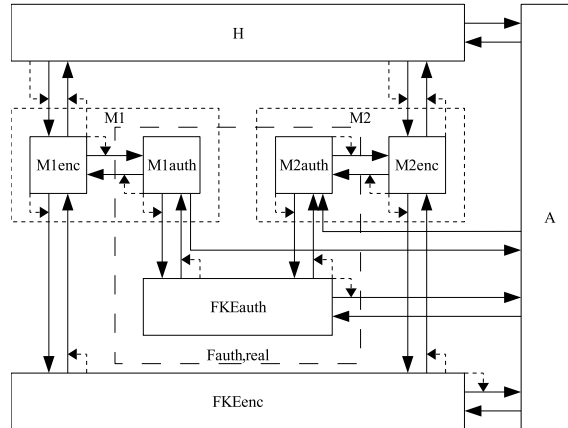 H
M1
M2
M1enc
M1auth
M2auth
M2enc
A
FKEauth
Fauth,real
FKEenc